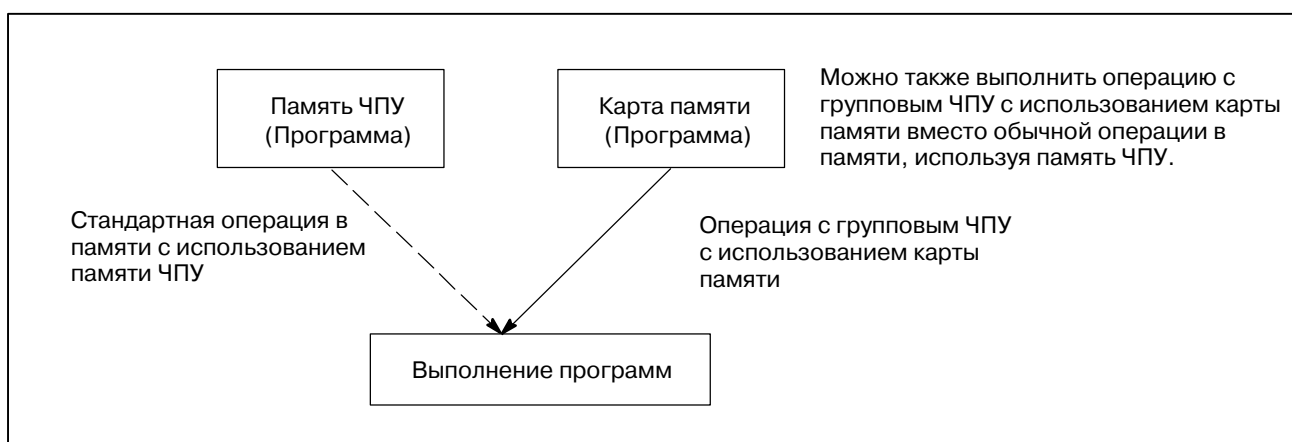 Память ЧПУ
(Программа)
Карта памяти
(Программа)
Можно также выполнить операцию с
групповым ЧПУ с использованием карты
памяти вместо обычной операции в
памяти, используя память ЧПУ.
Стандартная операция в
памяти с использованием
памяти ЧПУ
Операция с групповым ЧПУ
с использованием карты
памяти
Выполнение программ